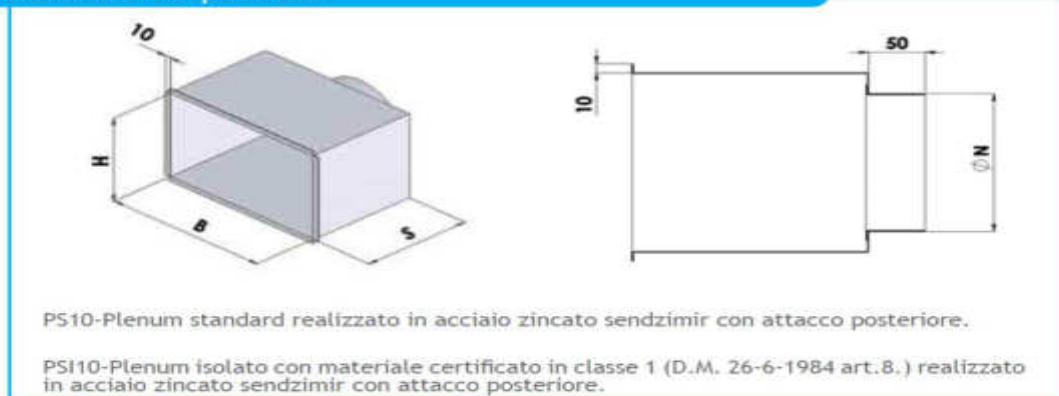 10
H
B
S
50
10
ØN
PS10-Plenum standard realizzato in acciaio zincato sendzimir con attacco posteriore.
PSI10-Plenum isolato con materiale certificato in classe 1 (D.M. 26-6-1984 art.8.) realizzato
in acciaio zincato sendzimir con attacco posteriore.